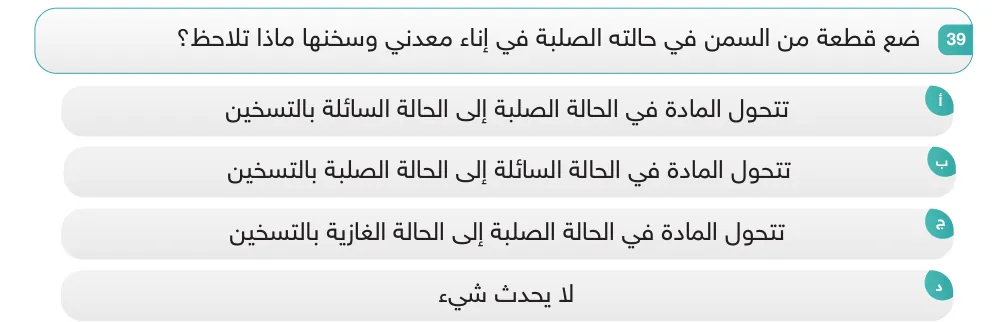 39 ضع قطعة من السمن في حالته الصلبة في إناء معدني وسخنها ماذا تلاحظ؟
أ تتحول المادة في الحالة الصلبة إلى الحالة السائلة بالتسخين
ب تتحول المادة في الحالة السائلة إلى الحالة الصلبة بالتسخين
ج تتحول المادة في الحالة الصلبة إلى الحالة الغازية بالتسخين
د لا يحدث شيء